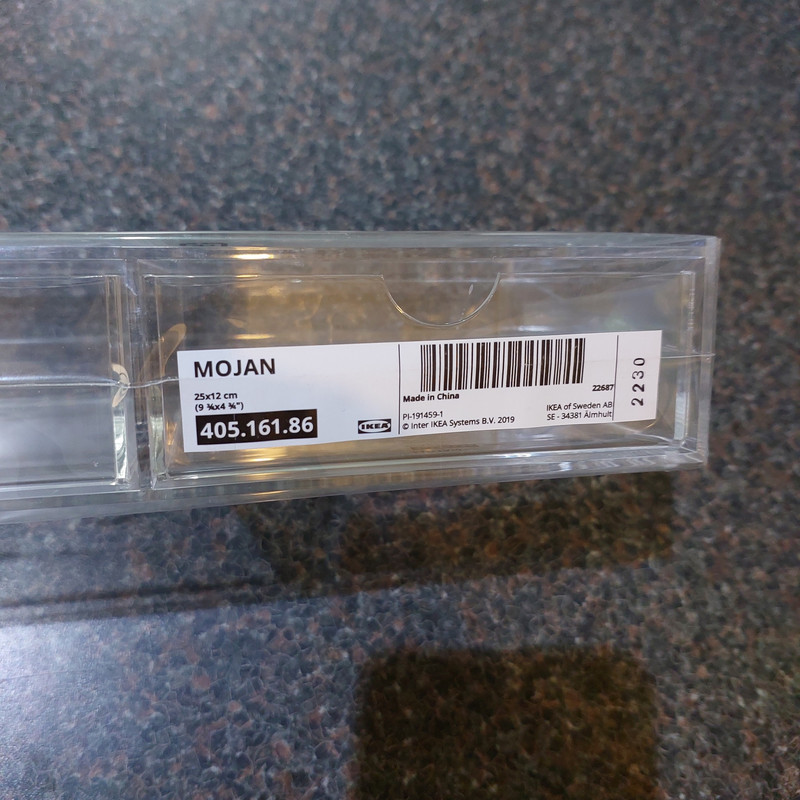 MOJAN
25x12 cm
(9 ¾x4 ¾")
405.161.86
IKEA
Made in China
22687
PI-191459-1
© Inter IKEA Systems B.V. 2019
IKEA of Sweden AB
SE - 34381 Älmhult
2230